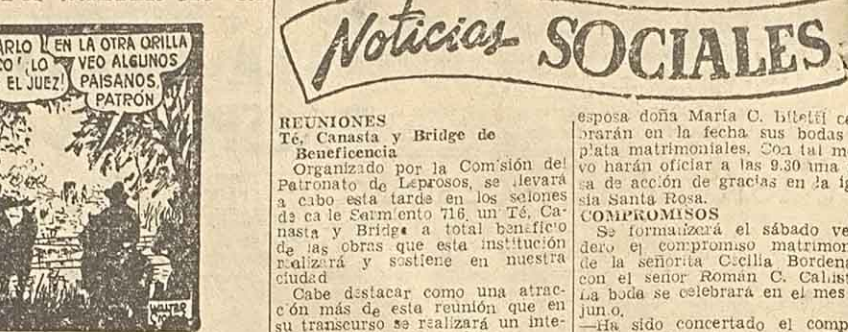 ARLO
EL JUEZ!
EN LA OTRA ORILLA
VEO ALGUNOS
PAISANOS,
PATRÓN
WALTER
Noticias SOCIALES
REUNIONES
Té, Canasta y Bridge de
Beneficencia
Organizado por la Comisión del
Patronato de Leprosos, se llevará
a cabo esta tarde en los salones
de calle Sarmiento 716, un Té, Ca-
nasta y Bridge a total beneficio
de las obras que esta institución
realizará y sostiene en nuestra
ciudad
Cabe destacar como una atrac-
ción más de esta reunión que en
su transcurso se realizará un inte-
esposa doña María C.
brarán en la fecha sus bodas
plata matrimoniales. Con tal mo
vo harán oficiar a las 9.30 una
sa de acción de gracias en la ig
sia Santa Rosa.
COMPROMISOS
Se formalizará el sábado ve
dero el compromiso matrimon
de la señorita Cecilia Bordena
con el señor Román C. Calist
La boda se celebrará en el mes
junio.
—Ha sido concertado el comp